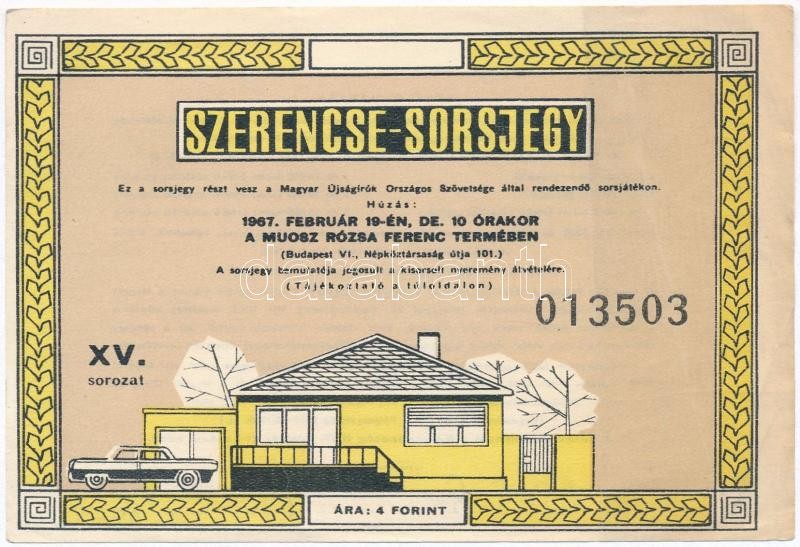 SZERENCSE-SORSJEGY
Ez a sorsjegy részt vesz a Magyar Újságírók Országos Szövetsége által rendezendő sorsjátékon.
Húzás:
1967. FEBRUÁR 19-ÉN, DE. 10 ÓRAKOR
A MUOSZ RÓZSA FERENC TERMÉBEN
(Budapest VI., Népköztársaság útja 101.)
A sorsjegy bemutatója jogosult a kisorsolt nyeremény átvételére.
(Tájékoztató a túloldalon)
darabanth
013503
XV.
sorozat
ÁRA: 4 FORINT